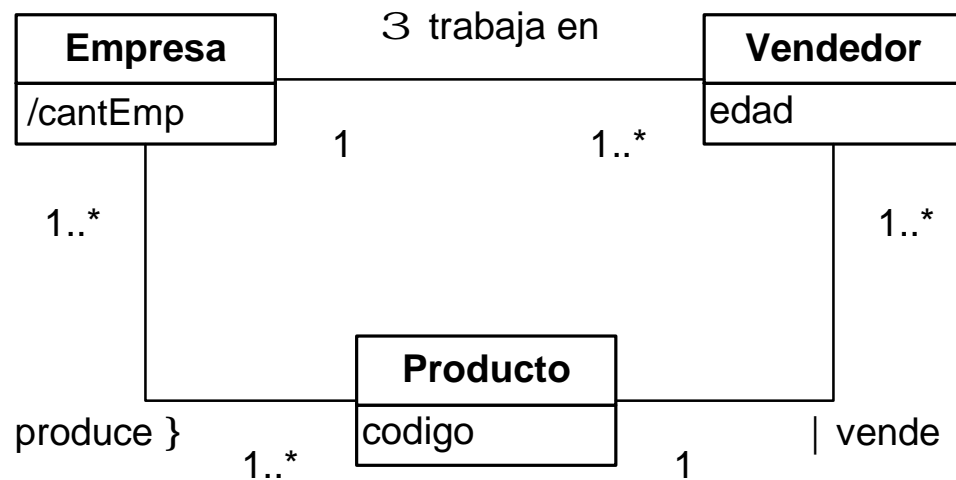 3 trabaja en
Empresa
Vendedor
/cantEmp
edad
1
1..*
1..*
1..*
Producto
codigo
produce }
| vende
1..*
1